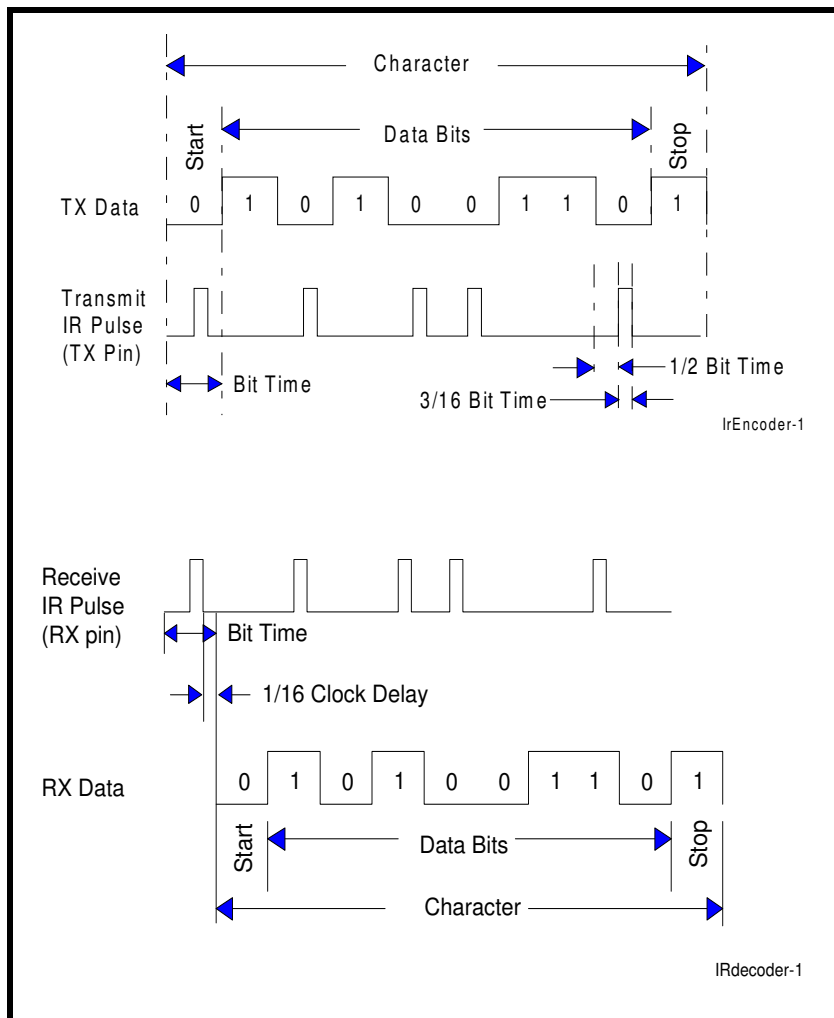 Character
Start
Data Bits
Stop
TX Data
0 1 0 1 0 0 1 1 0 1
Transmit
IR Pulse
(TX Pin)
Bit Time
1/2 Bit Time
3/16 Bit Time
IrEncoder-1
Receive
IR Pulse
(RX pin)
Bit Time
1/16 Clock Delay
RX Data
0 1 0 1 0 0 1 1 0 1
Start
Data Bits
Stop
Character
IRdecoder-1